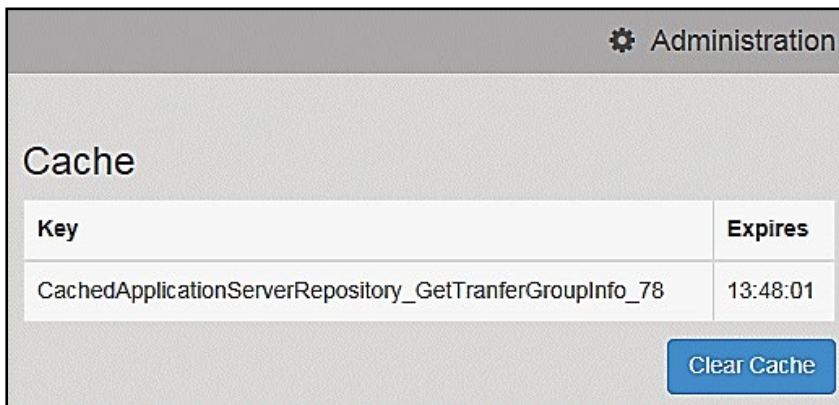 Administration
Cache
Key Expires
CachedApplicationServerRepository_GetTranferGroupInfo_78 13:48:01
Clear Cache